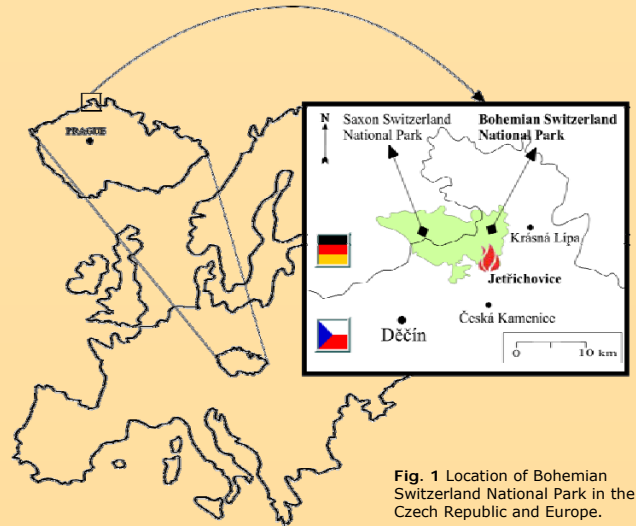 PRAGUE
N
Saxon Switzerland
National Park
Bohemian Switzerland
National Park
Krásná Lípa
Jetřichovice
Česká Kamenice
Děčín
0 10 km
Fig. 1 Location of Bohemian
Switzerland National Park in the
Czech Republic and Europe.